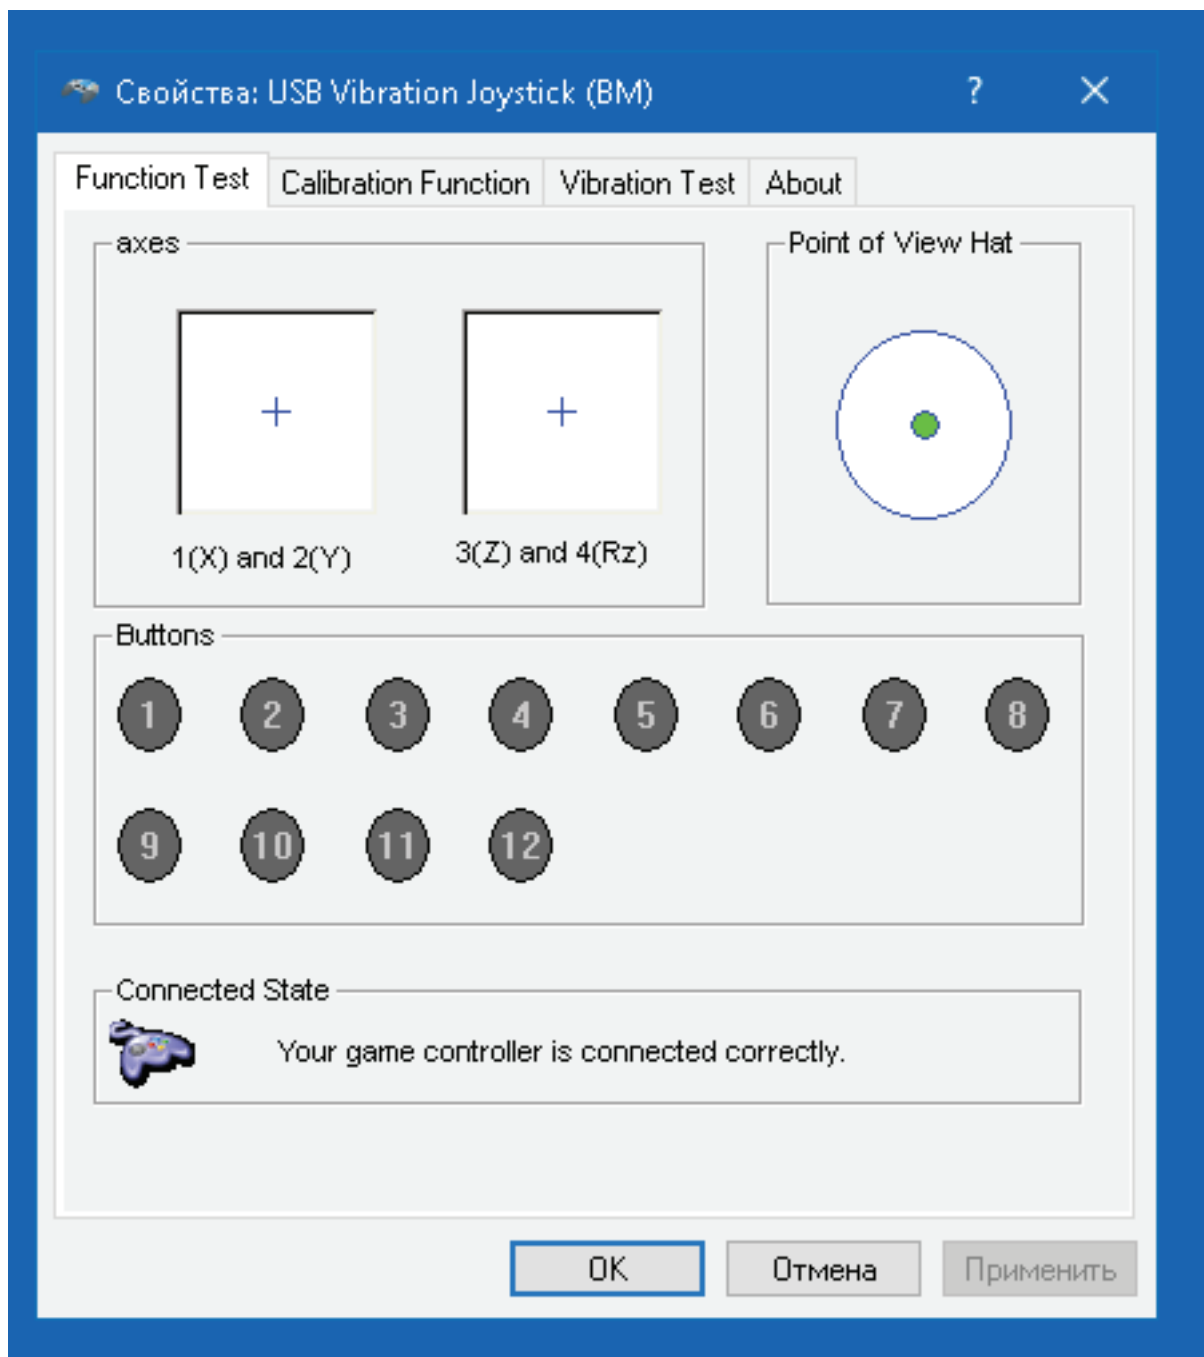 Свойства: USB Vibration Joystick (BM)
?
Function Test Calibration Function Vibration Test About
axes
Point of View Hat
1(X) and 2(Y)
3(Z) and 4(Rz)
Buttons
1 2 3 4 5 6 7 8
9 10 11 12
Connected State
Your game controller is connected correctly.
OK Отмена Применить